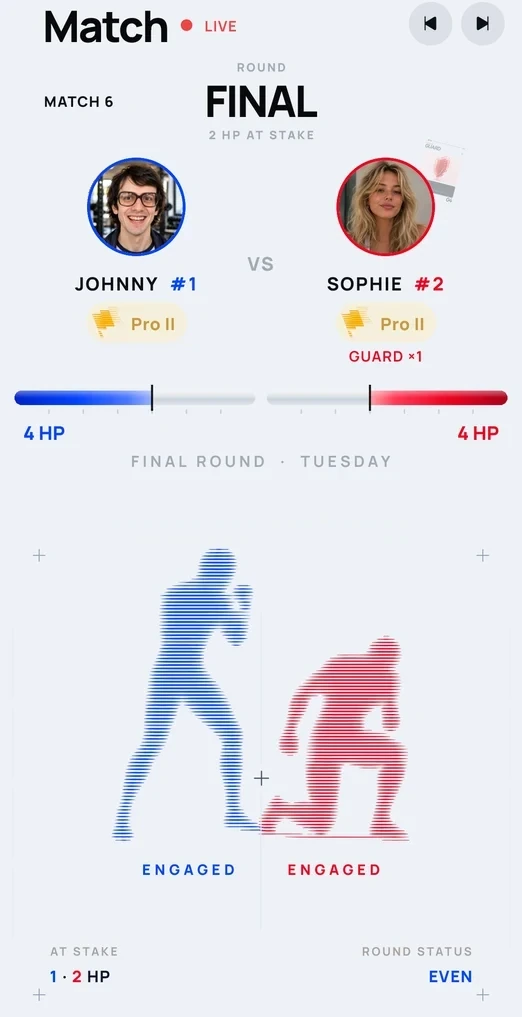 Match
LIVE
ROUND
MATCH 6
FINAL
2 HP AT STAKE
GUARD
VS
JOHNNY #1
SOPHIE #2
Pro II
Pro II
GUARD ×1
4 HP
4 HP
FINAL ROUND · TUESDAY
ENGAGED
ENGAGED
AT STAKE
ROUND STATUS
1 · 2 HP
EVEN